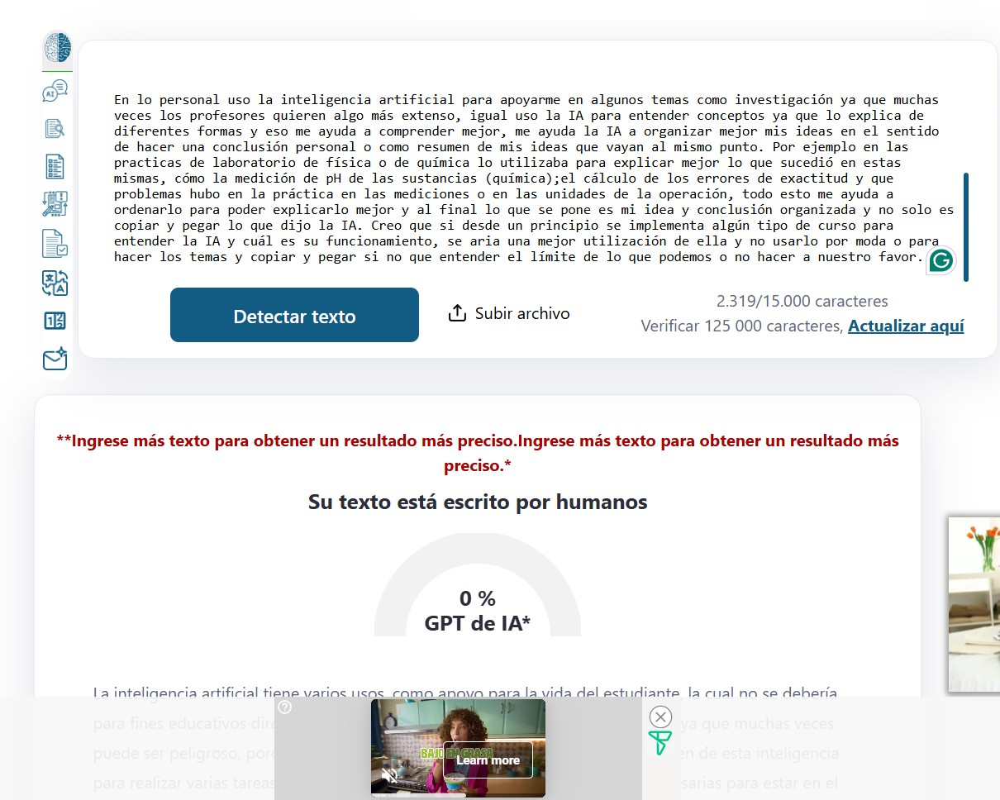 En lo personal uso la inteligencia artificial para apoyarme en algunos temas como investigación ya que muchas
veces los profesores quieren algo más extenso, igual uso la IA para entender conceptos ya que lo explica de
diferentes formas y eso me ayuda a comprender mejor, me ayuda la IA a organizar mejor mis ideas en el sentido
de hacer una conclusión personal o como resumen de mis ideas que vayan al mismo punto. Por ejemplo en las
practicas de laboratorio de física o de química lo utilizaba para explicar mejor lo que sucedió en estas
mismas, cómo la medición de pH de las sustancias (química);el cálculo de los errores de exactitud y que
problemas hubo en la práctica en las mediciones o en las unidades de la operación, todo esto me ayuda a
ordenarlo para poder explicarlo mejor y al final lo que se pone es mi idea y conclusión organizada y no solo es
copiar y pegar lo que dijo la IA. Creo que si desde un principio se implementa algún tipo de curso para
entender la IA y cuál es su funcionamiento, se aria una mejor utilización de ella y no usarlo por moda o para
hacer los temas y copiar y pegar si no que entender el límite de lo que podemos o no hacer a nuestro favor.
Detectar texto
Subir archivo
2.319/15.000 caracteres
Verificar 125 000 caracteres, Actualizar aquí
**Ingrese más texto para obtener un resultado más preciso.Ingrese más texto para obtener un resultado más
preciso.*
Su texto está escrito por humanos
0 %
GPT de IA*
La inteligencia artificial tiene varios usos, como apoyo para la vida del estudiante, la cual no se debería
para fines educativos ya que muchas veces
puede ser peligroso, de esta inteligencia
para realizar varias tareas para estar en el
BAJO EN GRASA
Learn more